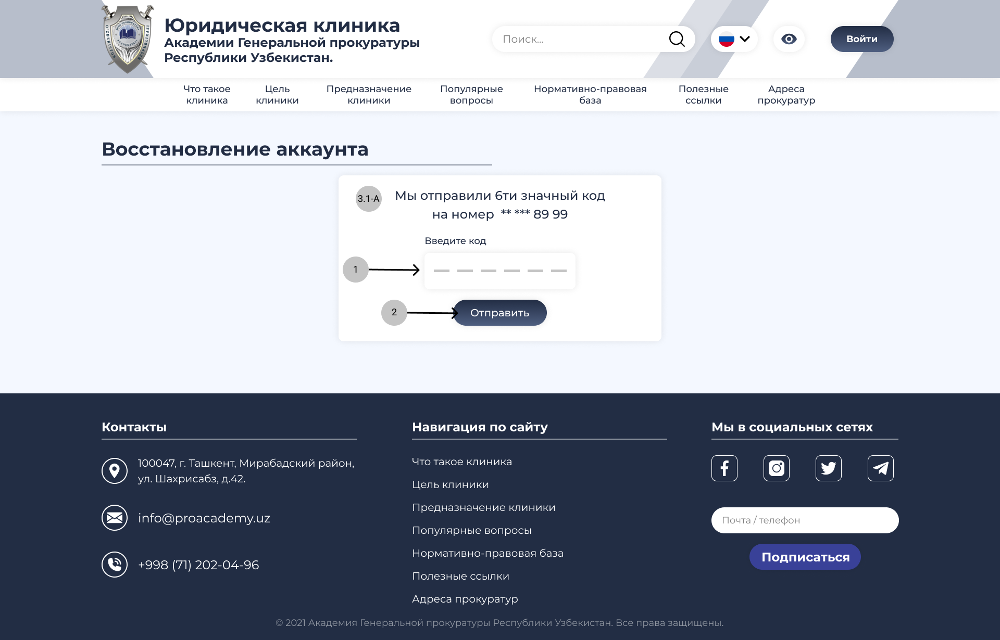 Юридическая клиника
Академии Генеральной прокуратуры
Республики Узбекистан.
Поиск...
Войти
Что такое
клиника
Цель
клиники
Предназначение
клиники
Популярные
вопросы
Нормативно-правовая
база
Полезные
ссылки
Адреса
прокуратур
Восстановление аккаунта
3.1-A
Мы отправили 6ти значный код
на номер ** *** 89 99
Введите код
1
2
Отправить
Контакты
100047, г. Ташкент, Мирабадский район,
ул. Шахрисабз, д.42.
info@proacademy.uz
+998 (71) 202-04-96
Навигация по сайту
Что такое клиника
Цель клиники
Предназначение клиники
Популярные вопросы
Нормативно-правовая база
Полезные ссылки
Адреса прокуратур
Мы в социальных сетях
Почта / телефон
Подписаться
© 2021 Академия Генеральной прокуратуры Республики Узбекистан. Все права защищены.